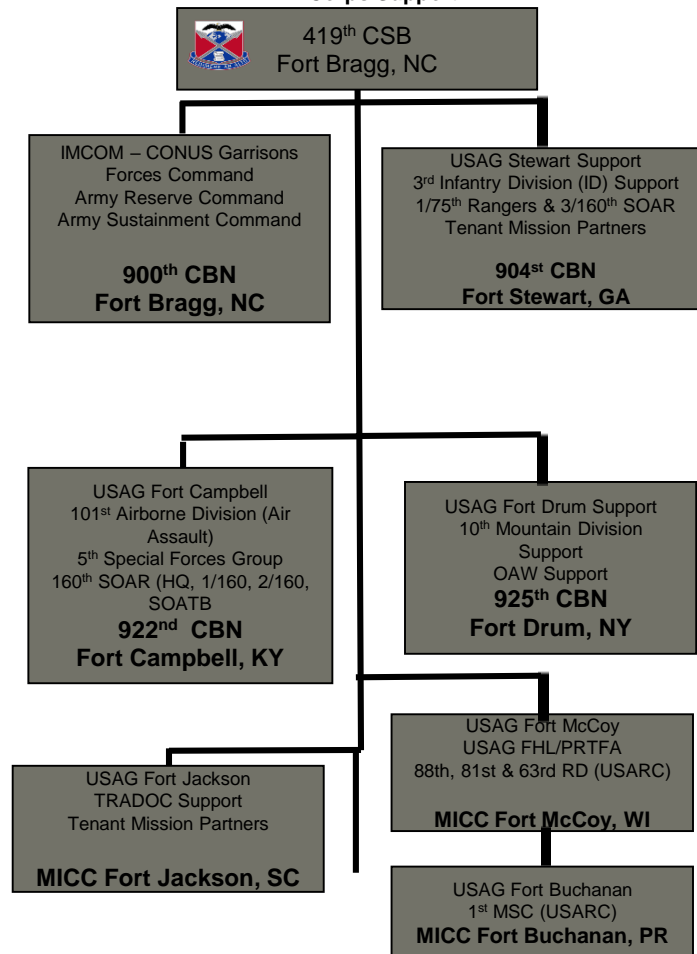 419th CSB
Fort Bragg, NC
IMCOM – CONUS Garrisons
Forces Command
Army Reserve Command
Army Sustainment Command
900th CBN
Fort Bragg, NC
USAG Stewart Support
3rd Infantry Division (ID) Support
1/75th Rangers & 3/160th SOAR
Tenant Mission Partners
904st CBN
Fort Stewart, GA
USAG Fort Campbell
101st Airborne Division (Air
Assault)
5th Special Forces Group
160th SOAR (HQ, 1/160, 2/160,
SOATB
922nd CBN
Fort Campbell, KY
USAG Fort Drum Support
10th Mountain Division
Support
OAW Support
925th CBN
Fort Drum, NY
USAG Fort McCoy
USAG FHL/PRTFA
88th, 81st & 63rd RD (USARC)
MICC Fort McCoy, WI
USAG Fort Jackson
TRADOC Support
Tenant Mission Partners
MICC Fort Jackson, SC
USAG Fort Buchanan
1st MSC (USARC)
MICC Fort Buchanan, PR